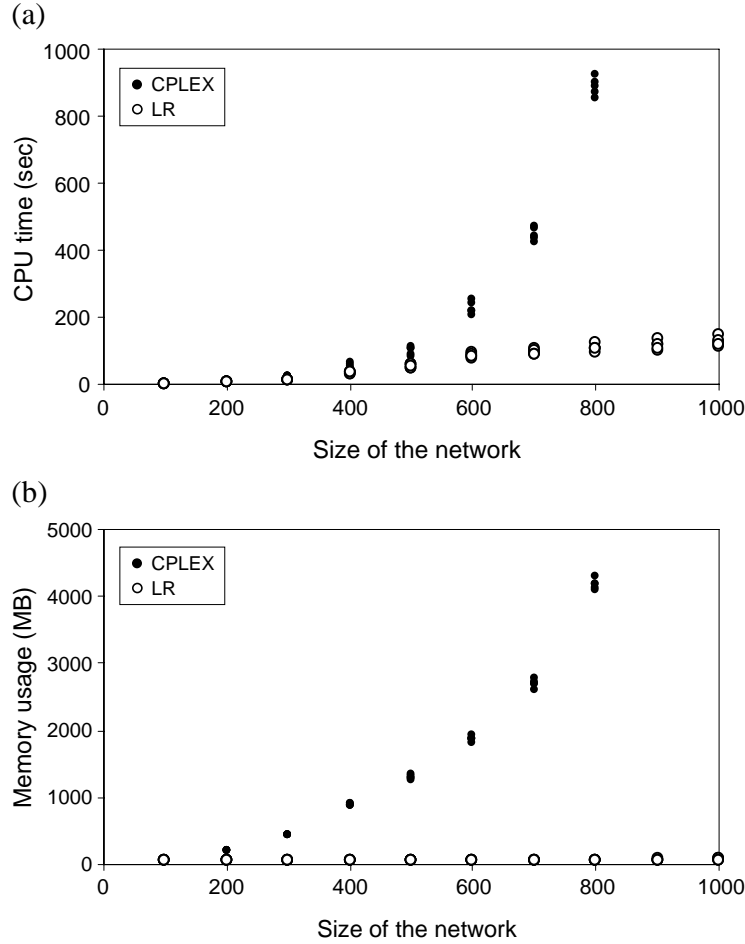 (a)
1000
800
600
400
200
0
CPU time (sec)
CPLEX
LR
0
200
400
600
800
1000
Size of the network
(b)
5000
4000
3000
2000
1000
0
Memory usage (MB)
CPLEX
LR
0
200
400
600
800
1000
Size of the network